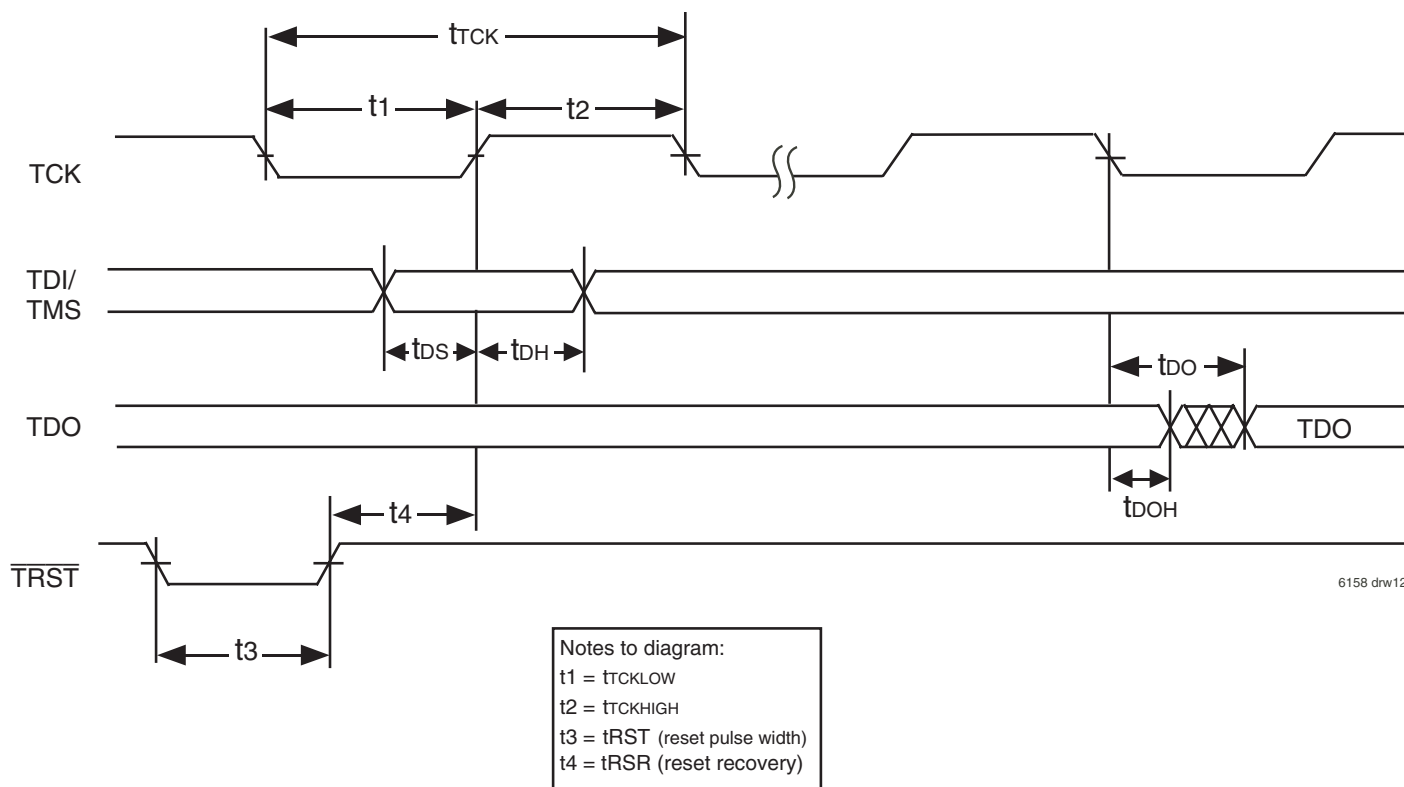 tTCK
t1
t2
TCK
TDI/
TMS
tDS
tDH
tDO
TDO
TDO
tDOH
t4
TRST
6158 drw12
t3
Notes to diagram:
t1 = tTCKLOW
t2 = tTCKHIGH
t3 = tRST (reset pulse width)
t4 = tRSR (reset recovery)